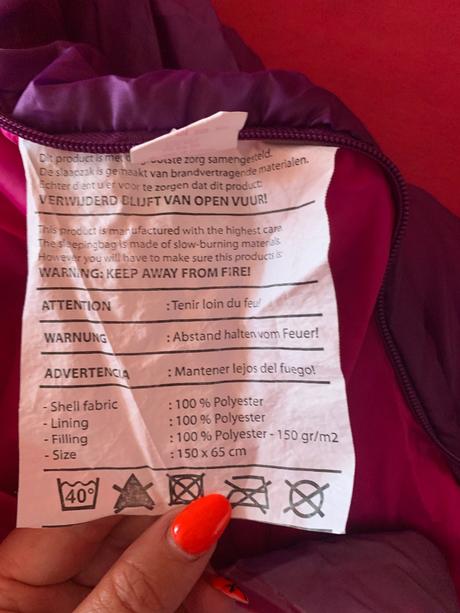 Dit product is met de grootste zorg samengesteld.
De slaapzak is gemaakt van brandvertragende materialen.
Echter dient u er voor te zorgen dat dit product
VERWIJDERD BLIJFT VAN OPEN VUUR!
This product is manufactured with the highest care.
The sleepingbag is made of slow-burning materials.
However you will have to make sure this products
WARNING: KEEP AWAY FROM FIRE!
ATTENTION : Tenir loin du feu!
WARNUNG : Abstand halten vom Feuer!
ADVERTENCIA : Mantener lejos del fuego!
- Shell fabric : 100 % Polyester
- Lining : 100 % Polyester
- Filling : 100 % Polyester - 150 gr/m2
- Size : 150 x 65 cm
40°